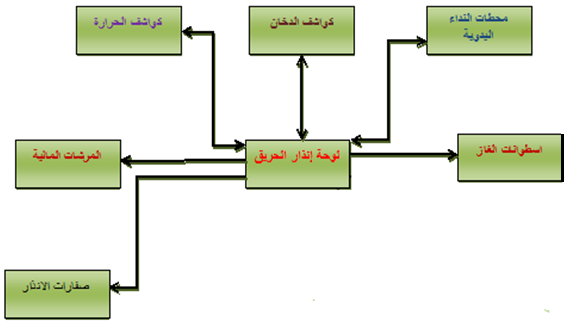 محطات النداء
اليدوية
كواشف الدخان
كواشف الحرارة
اسطوانات الغاز
لوحة إنذار الحريق
المرشات المائية
صفارات الانذار